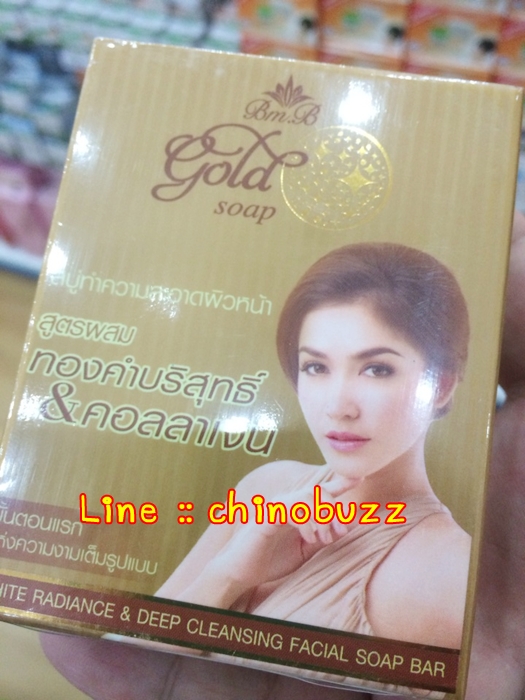 Bm.B
Gold
soap
สบู่ทำความสะอาดผิวหน้า
สูตรผสม
ทองคำบริสุทธิ์
&คอลลาเจน
Line :: chinobuzz
ขั้นตอนแรก
แห่งความงามเต็มรูปแบบ
WHITE RADIANCE & DEEP CLEANSING FACIAL SOAP BAR